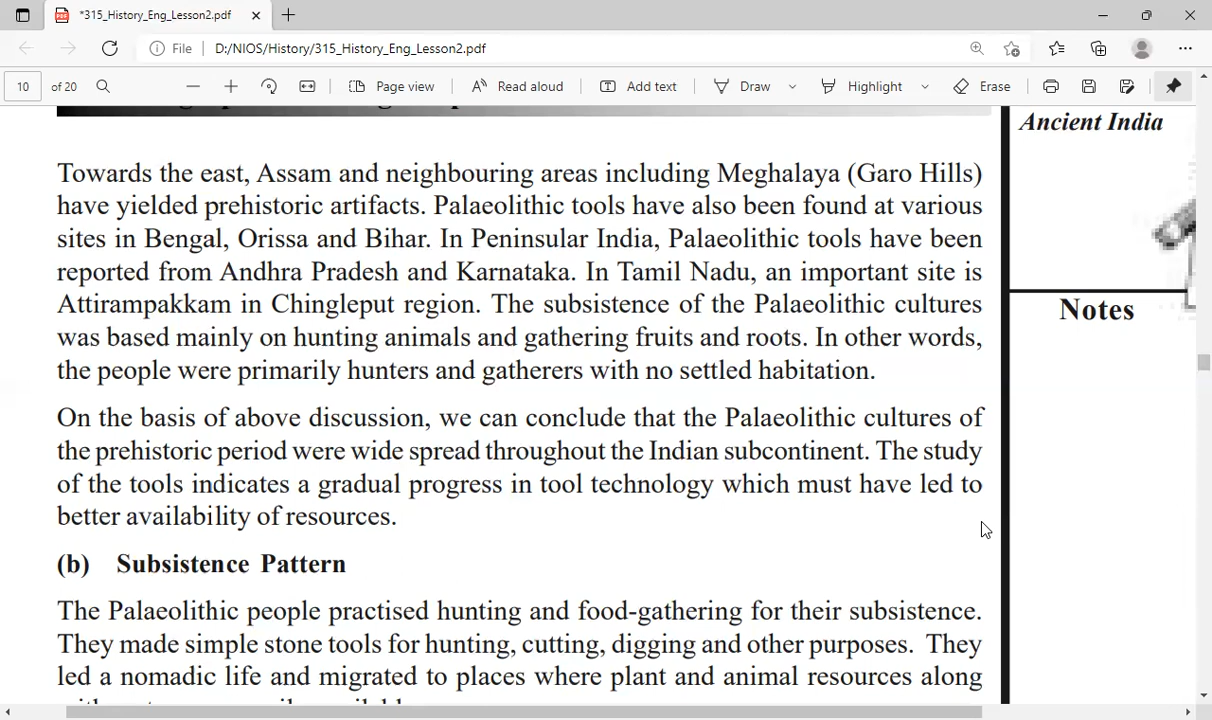 *315_History_Eng_Lesson2.pdf
File D:/NIOS/History/315_History_Eng_Lesson2.pdf
10 of 20 Page view Read aloud Add text Draw Highlight Erase
Ancient India
Towards the east, Assam and neighbouring areas including Meghalaya (Garo Hills)
have yielded prehistoric artifacts. Palaeolithic tools have also been found at various
sites in Bengal, Orissa and Bihar. In Peninsular India, Palaeolithic tools have been
reported from Andhra Pradesh and Karnataka. In Tamil Nadu, an important site is
Attirampakkam in Chingleput region. The subsistence of the Palaeolithic cultures
was based mainly on hunting animals and gathering fruits and roots. In other words,
the people were primarily hunters and gatherers with no settled habitation.
Notes
On the basis of above discussion, we can conclude that the Palaeolithic cultures of
the prehistoric period were wide spread throughout the Indian subcontinent. The study
of the tools indicates a gradual progress in tool technology which must have led to
better availability of resources.
(b) Subsistence Pattern
The Palaeolithic people practised hunting and food-gathering for their subsistence.
They made simple stone tools for hunting, cutting, digging and other purposes. They
led a nomadic life and migrated to places where plant and animal resources along